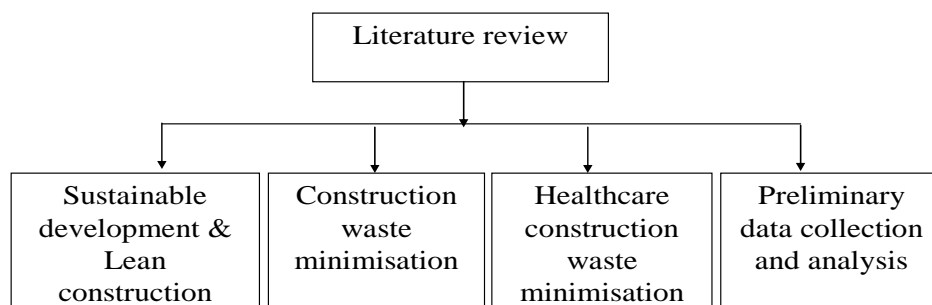 Literature review
Sustainable
development &
Lean
construction
Construction
waste
minimisation
Healthcare
construction
waste
minimisation
Preliminary
data collection
and analysis